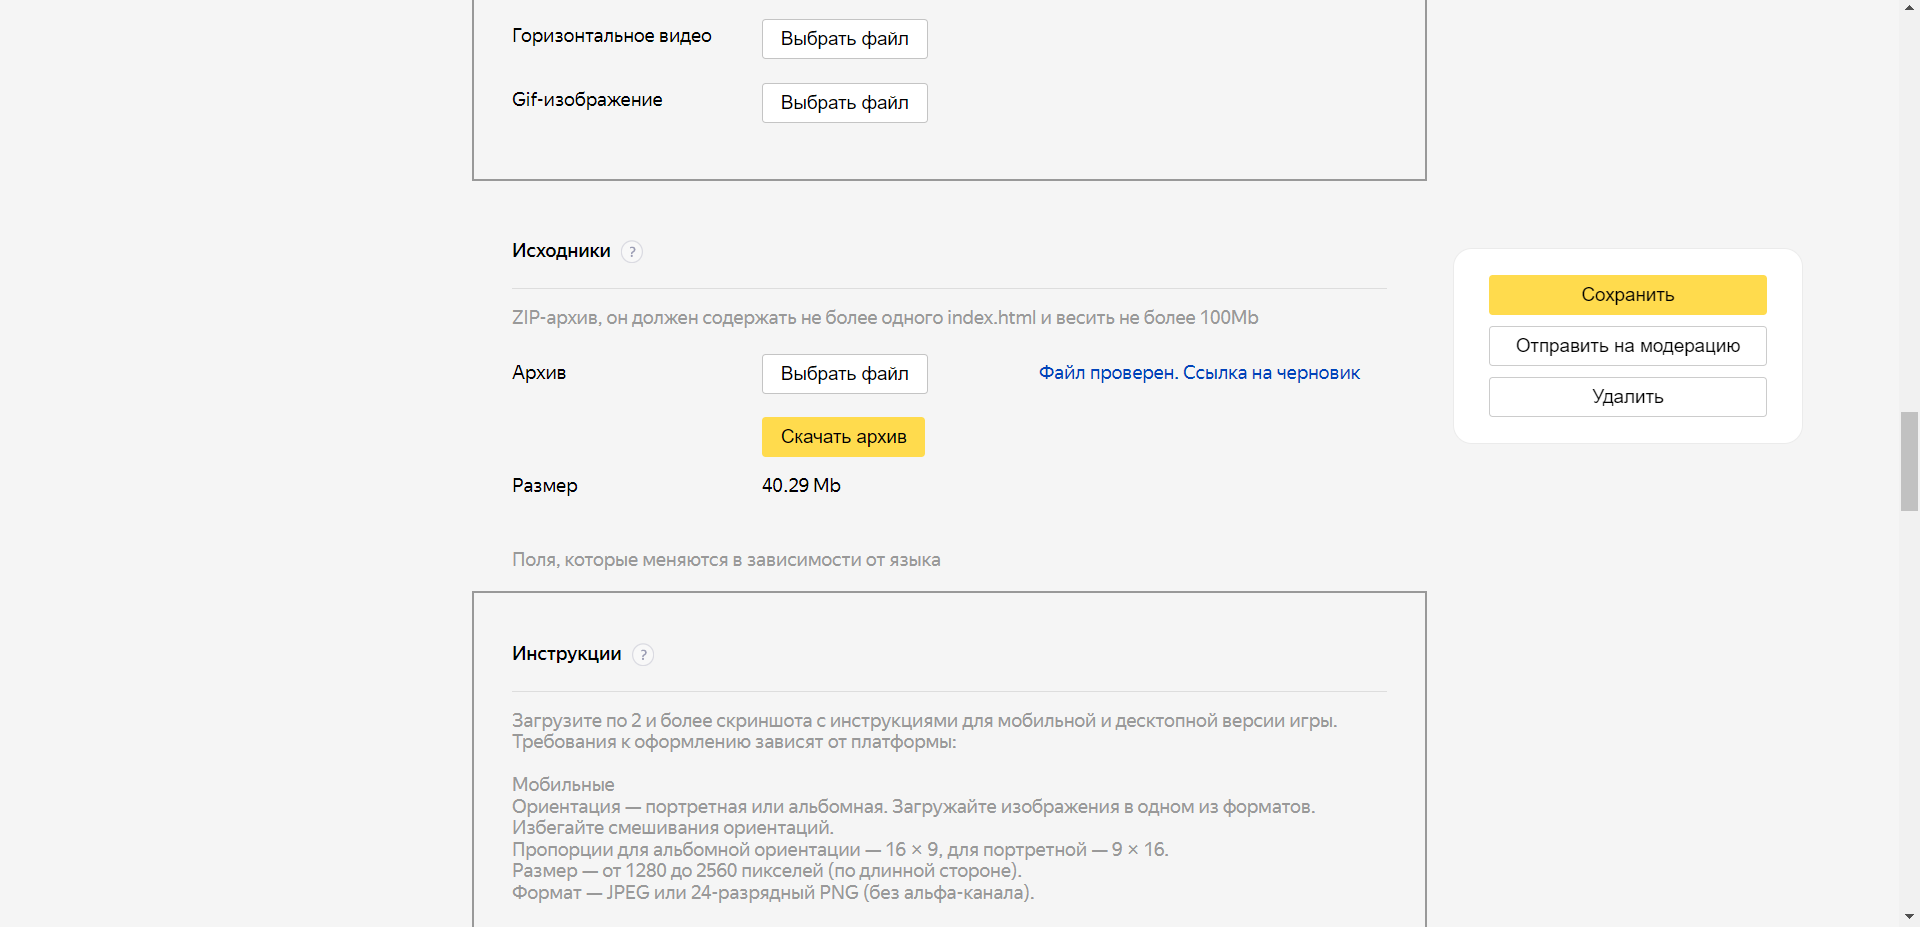 Горизонтальное видео
Выбрать файл
Gif-изображение
Выбрать файл
Исходники ?
ZIP-архив, он должен содержать не более одного index.html и весить не более 100Mb
Архив
Выбрать файл
Файл проверен. Ссылка на черновик
Скачать архив
Размер
40.29 Mb
Сохранить
Отправить на модерацию
Удалить
Поля, которые меняются в зависимости от языка
Инструкции ?
Загрузите по 2 и более скриншота с инструкциями для мобильной и десктопной версии игры.
Требования к оформлению зависят от платформы:
Мобильные
Ориентация — портретная или альбомная. Загружайте изображения в одном из форматов.
Избегайте смешивания ориентаций.
Пропорции для альбомной ориентации — 16 × 9, для портретной — 9 × 16.
Размер — от 1280 до 2560 пикселей (по длинной стороне).
Формат — JPEG или 24-разрядный PNG (без альфа-канала).